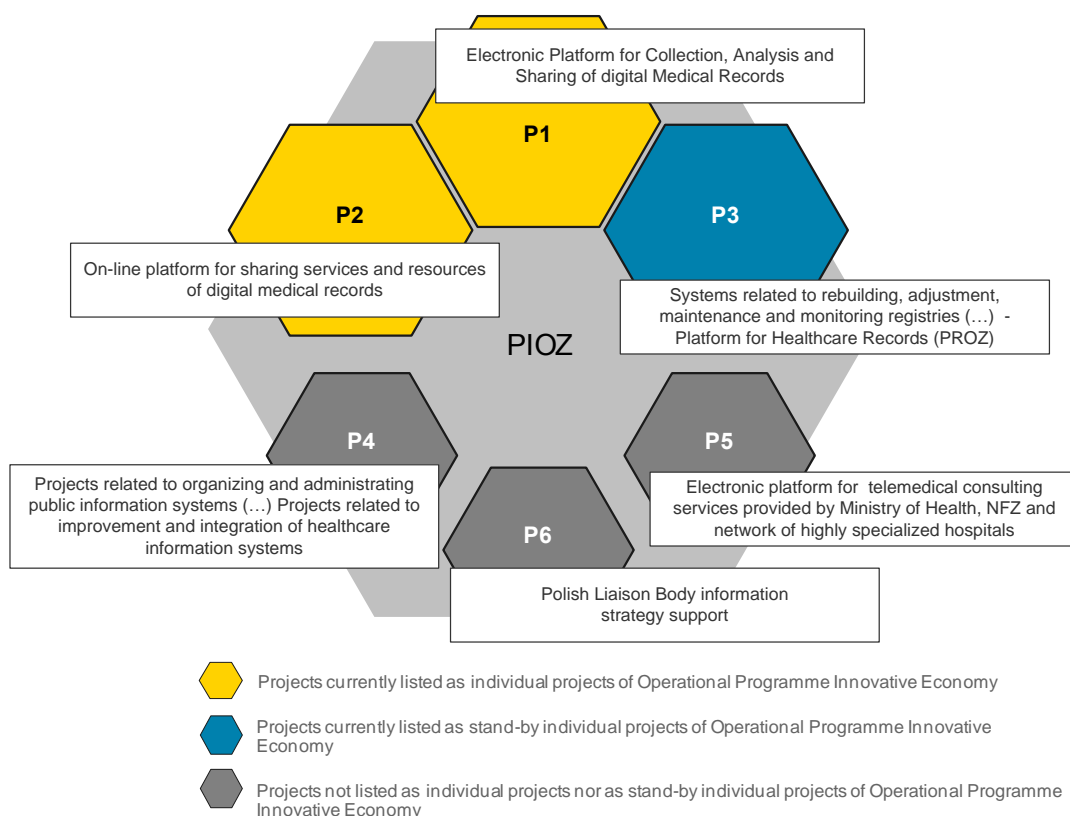 Electronic Platform for Collection, Analysis and
Sharing of digital Medical Records
P1
P2
P3
On-line platform for sharing services and resources
of digital medical records
Systems related to rebuilding, adjustment,
maintenance and monitoring registries (…) -
Platform for Healthcare Records (PROZ)
PIOZ
P4
P5
Projects related to organizing and administrating
public information systems (…) Projects related to
improvement and integration of healthcare
information systems
Electronic platform for telemedical consulting
services provided by Ministry of Health, NFZ and
network of highly specialized hospitals
P6
Polish Liaison Body information
strategy support
Projects currently listed as individual projects of Operational Programme Innovative Economy
Projects currently listed as stand-by individual projects of Operational Programme Innovative
Economy
Projects not listed as individual projects nor as stand-by individual projects of Operational Programme
Innovative Economy